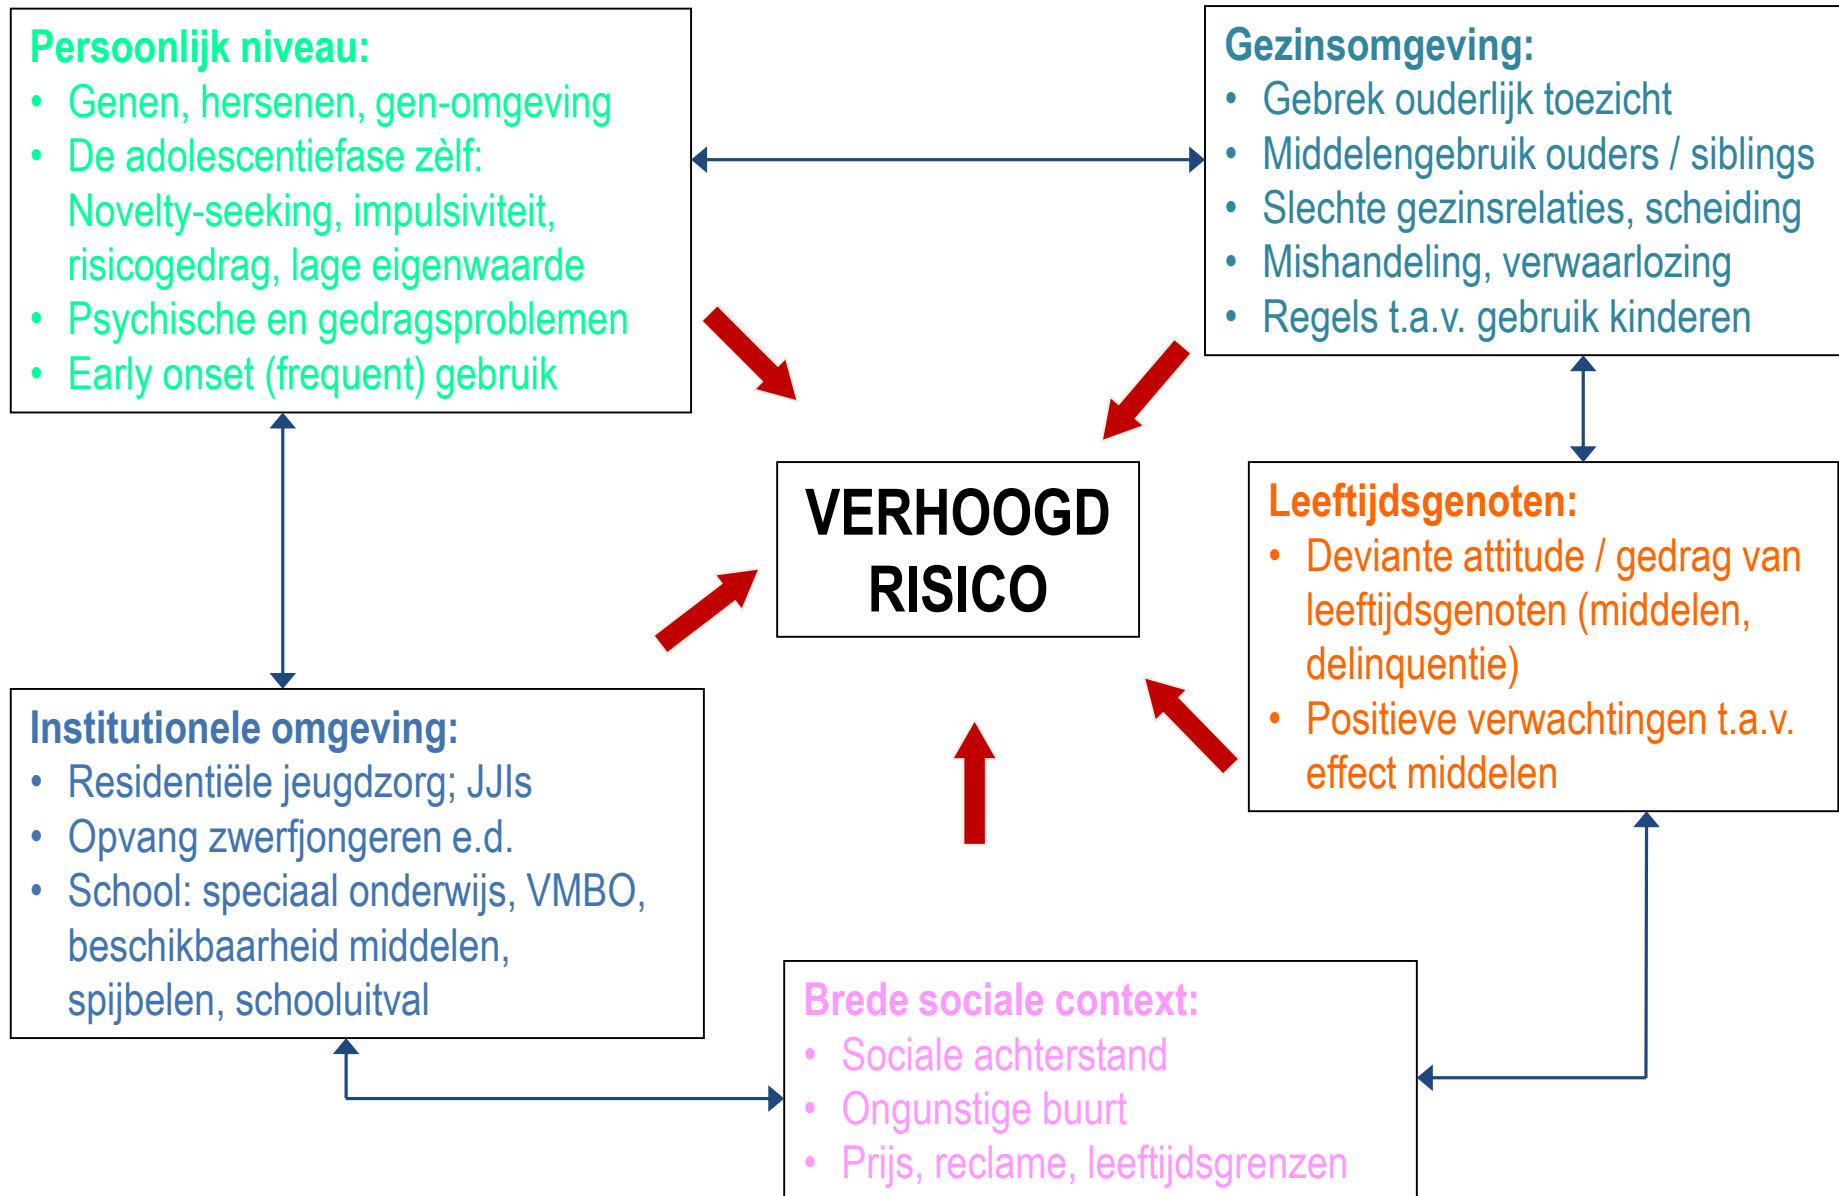 Persoonlijk niveau:
• Genen, hersenen, gen-omgeving
• De adolescentiefase zèlf:
Novelty-seeking, impulsiviteit,
risicogedrag, lage eigenwaarde
• Psychische en gedragsproblemen
• Early onset (frequent) gebruik
Gezinsomgeving:
• Gebrek ouderlijk toezicht
• Middelengebruik ouders / siblings
• Slechte gezinsrelaties, scheiding
• Mishandeling, verwaarlozing
• Regels t.a.v. gebruik kinderen
VERHOOGD
RISICO
Leeftijdsgenoten:
• Deviante attitude / gedrag van
leeftijdsgenoten (middelen,
delinquentie)
• Positieve verwachtingen t.a.v.
effect middelen
Institutionele omgeving:
• Residentiële jeugdzorg; JJIs
• Opvang zwerfjongeren e.d.
• School: speciaal onderwijs, VMBO,
beschikbaarheid middelen,
spijbelen, schooluitval
Brede sociale context:
• Sociale achterstand
• Ongunstige buurt
• Prijs, reclame, leeftijdsgrenzen